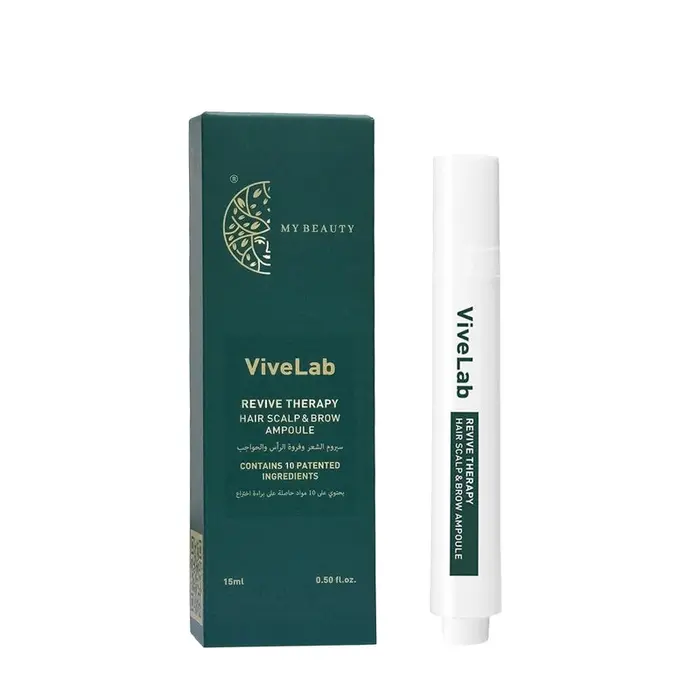 ®
MY BEAUTY
ViveLab
REVIVE THERAPY
HAIR SCALP & BROW
AMPOULE
سيروم الشعر وفروة الرأس والحواجب
CONTAINS 10 PATENTED
INGREDIENTS
يحتوي على 10 مواد حاصلة على براءة اختراع
15ml 0.50 fl.oz.
ViveLab
REVIVE THERAPY
HAIR SCALP & BROW AMPOULE